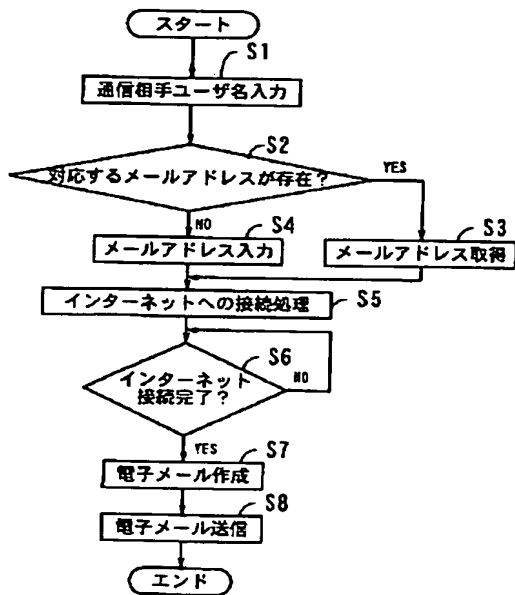 スタート
S1
通信相手ユーザ名入力
S2
対応するメールアドレスが存在?
YES
NO
S4
S3
メールアドレス入力
メールアドレス取得
インターネットへの接続処理
S5
S6
インターネット
接続完了?
NO
YES
S7
電子メール作成
S8
電子メール送信
エンド